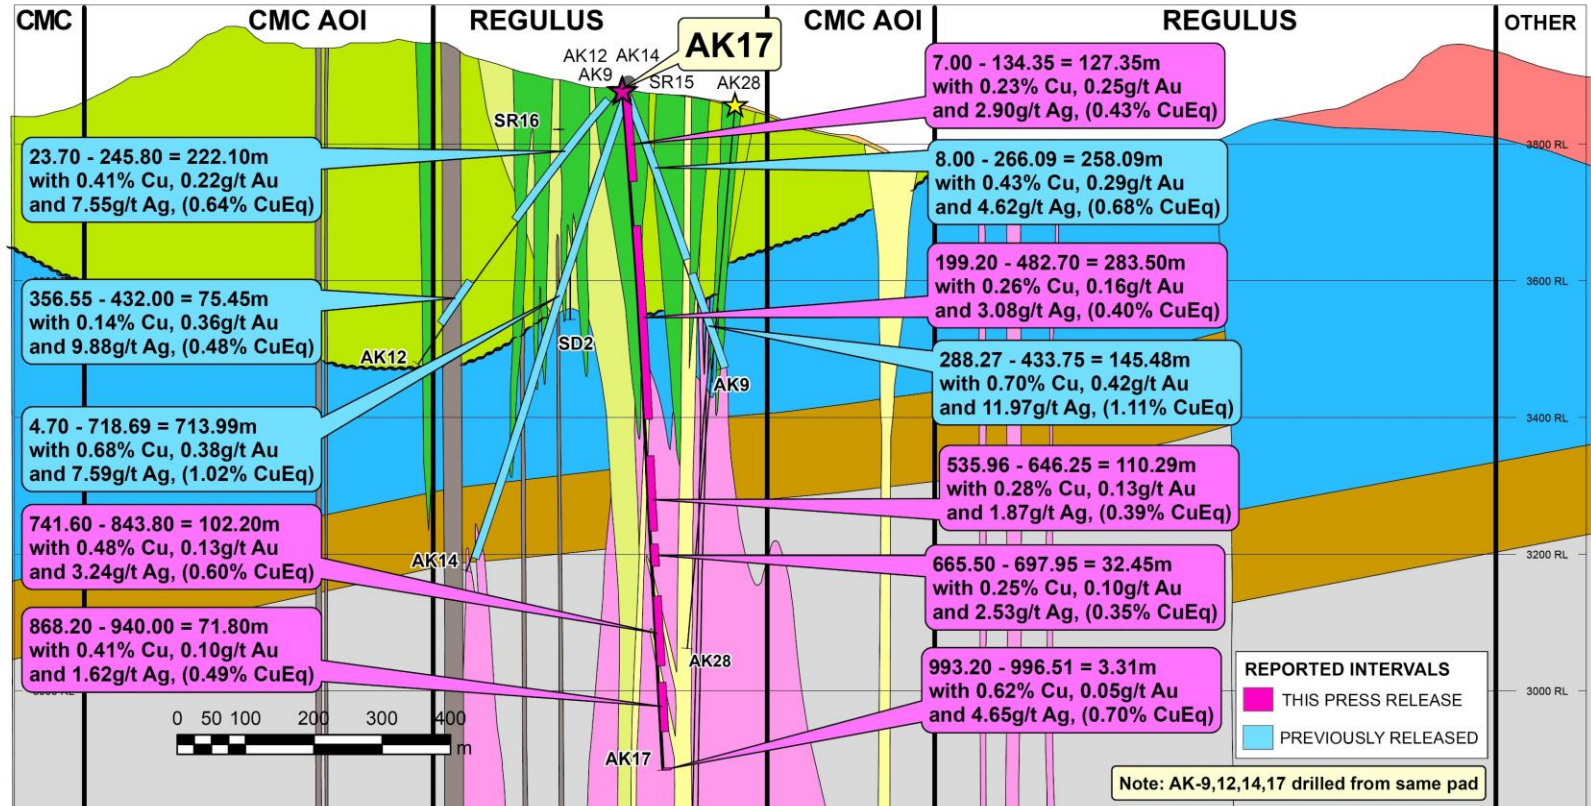 CMC
CMC AOI
REGULUS
CMC AOI
REGULUS
OTHER
AK12 AK14
AK9
AK17
SR15
AK28
SR16
7.00 - 134.35 = 127.35m
with 0.23% Cu, 0.25g/t Au
and 2.90g/t Ag, (0.43% CuEq)
23.70 - 245.80 = 222.10m
with 0.41% Cu, 0.22g/t Au
and 7.55g/t Ag, (0.64% CuEq)
8.00 - 266.09 = 258.09m
with 0.43% Cu, 0.29g/t Au
and 4.62g/t Ag, (0.68% CuEq)
3800 RL
199.20 - 482.70 = 283.50m
with 0.26% Cu, 0.16g/t Au
and 3.08g/t Ag, (0.40% CuEq)
3600 RL
356.55 - 432.00 = 75.45m
with 0.14% Cu, 0.36g/t Au
and 9.88g/t Ag, (0.48% CuEq)
AK12
SD2
AK9
288.27 - 433.75 = 145.48m
with 0.70% Cu, 0.42g/t Au
and 11.97g/t Ag, (1.11% CuEq)
3400 RL
4.70 - 718.69 = 713.99m
with 0.68% Cu, 0.38g/t Au
and 7.59g/t Ag, (1.02% CuEq)
535.96 - 646.25 = 110.29m
with 0.28% Cu, 0.13g/t Au
and 1.87g/t Ag, (0.39% CuEq)
741.60 - 843.80 = 102.20m
with 0.48% Cu, 0.13g/t Au
and 3.24g/t Ag, (0.60% CuEq)
AK14
665.50 - 697.95 = 32.45m
with 0.25% Cu, 0.10g/t Au
and 2.53g/t Ag, (0.35% CuEq)
3200 RL
868.20 - 940.00 = 71.80m
with 0.41% Cu, 0.10g/t Au
and 1.62g/t Ag, (0.49% CuEq)
AK28
993.20 - 996.51 = 3.31m
with 0.62% Cu, 0.05g/t Au
and 4.65g/t Ag, (0.70% CuEq)
3000 RL
REPORTED INTERVALS
THIS PRESS RELEASE
PREVIOUSLY RELEASED
0 50 100 200 300 400
m
AK17
Note: AK-9,12,14,17 drilled from same pad